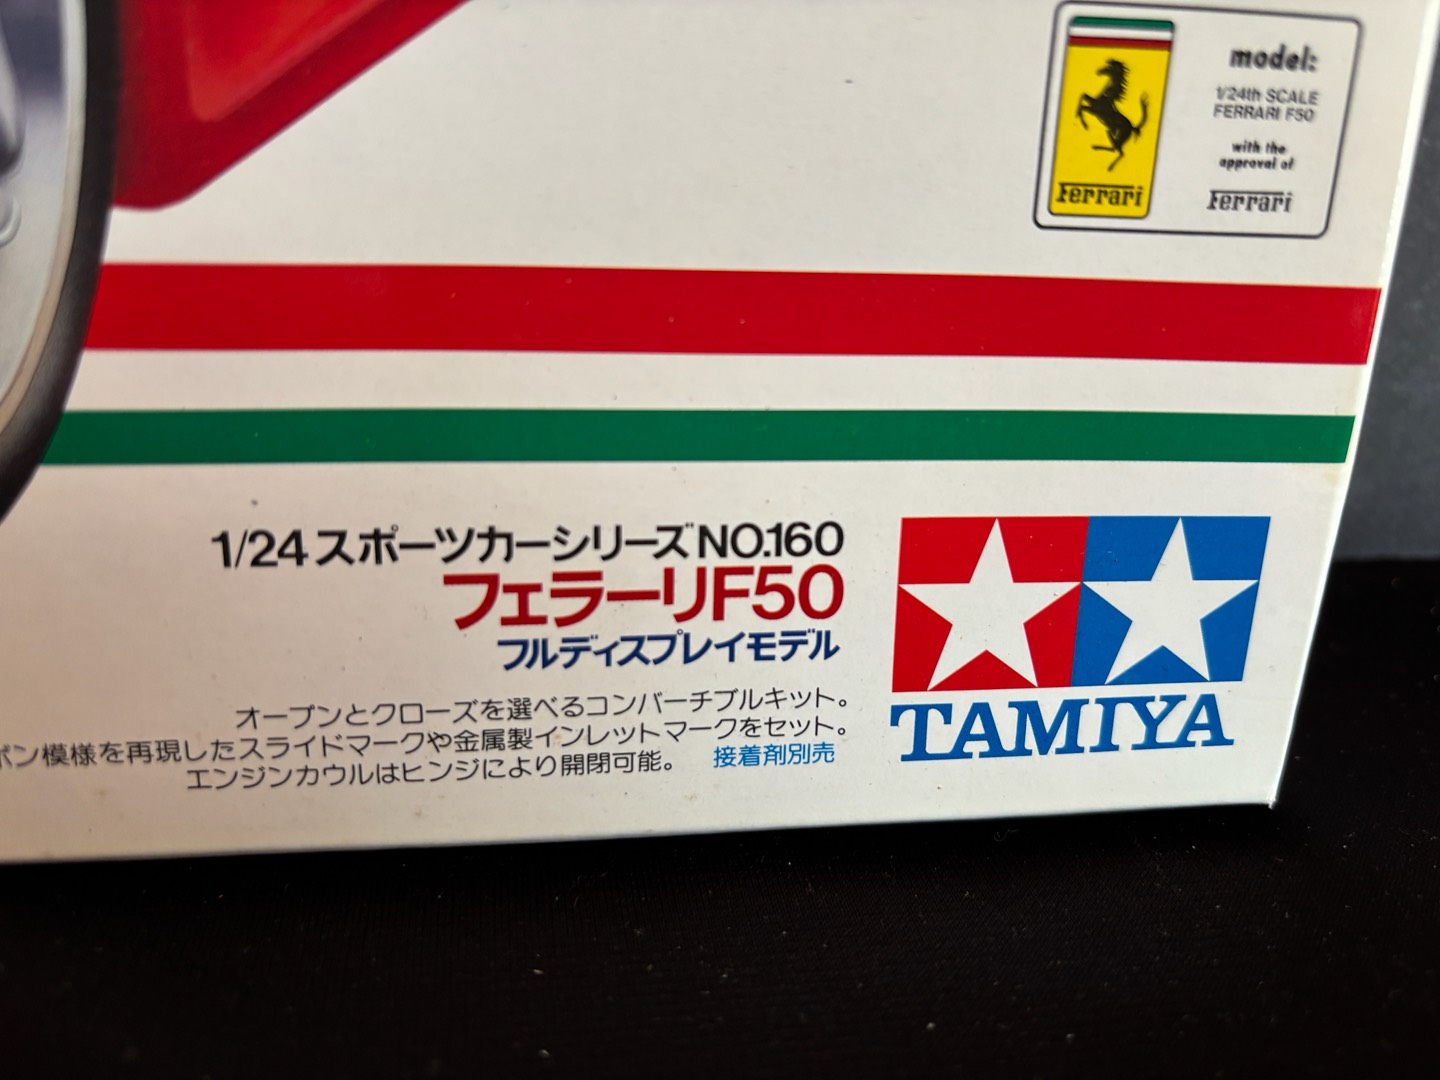 model:
1/24th SCALE
FERRARI F50
with the
approval of
Ferrari
Ferrari
1/24スポーツカーシリーズNO.160
フェラーリF50
フルディスプレイモデル
オープンとクローズを選べるコンバーチブルキット。
ボン模様を再現したスライドマークや金属製インレットマークをセット。
エンジンカウルはヒンジにより開閉可能。 接着剤別売
TAMIYA